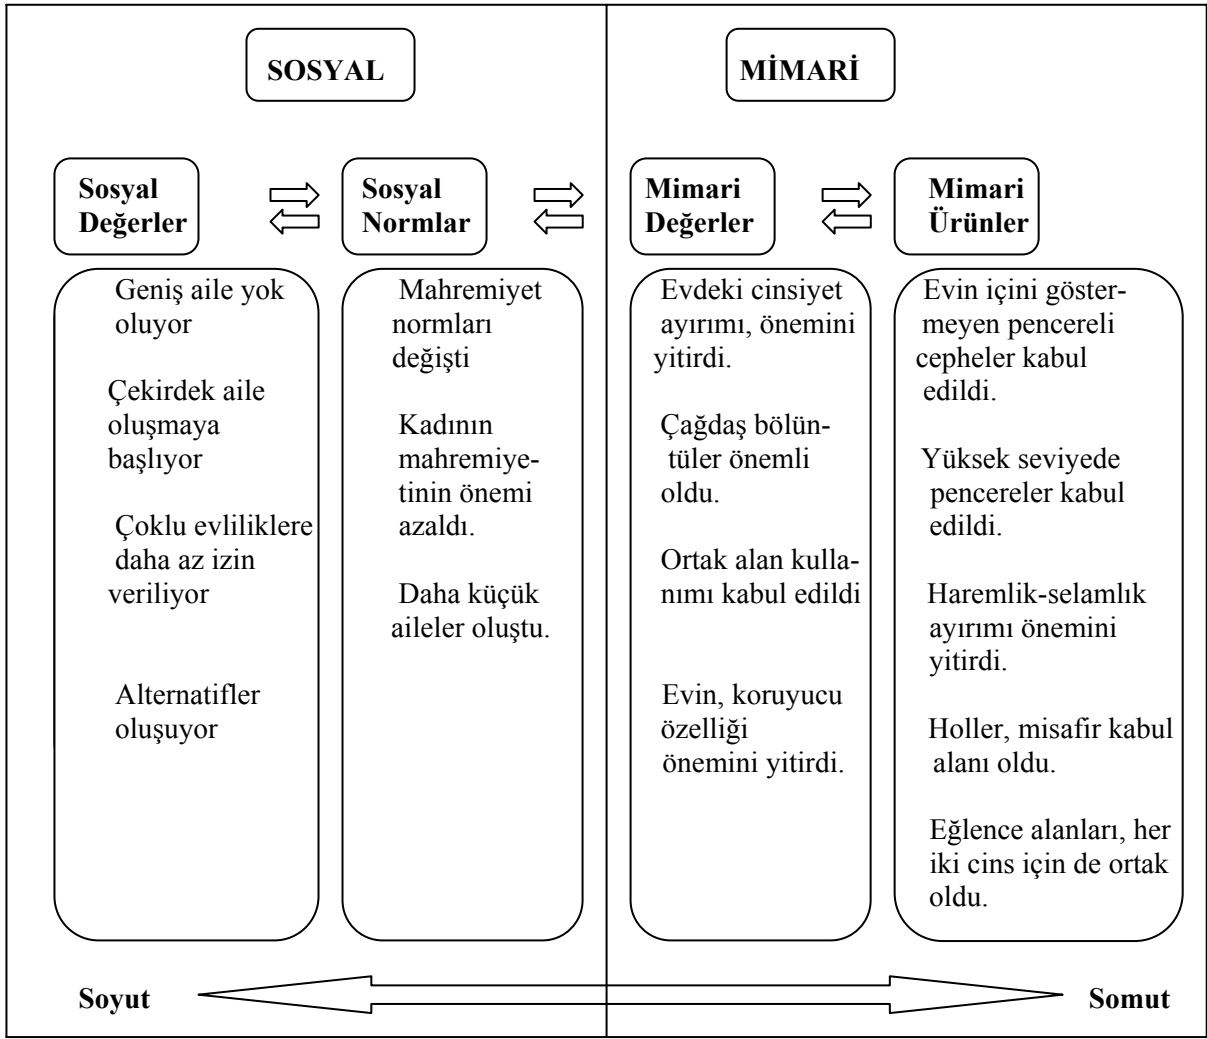 SOSYAL
MİMARİ
Sosyal
Değerler
Sosyal
Normlar
Mimari
Değerler
Mimari
Ürünler
Geniş aile yok
oluyor
Çekirdek aile
oluşmaya
başlıyor
Çoklu evliliklere
daha az izin
veriliyor
Alternatifler
oluşuyor
Mahremiyet
normları
değişti
Kadının
mahremiye-
tinin önemi
azaldı.
Daha küçük
aileler oluştu.
Evdeki cinsiyet
ayırımı, önemini
yitirdi.
Çağdaş bölün-
tüler önemli
oldu.
Ortak alan kulla-
nımı kabul edildi
Evin, koruyucu
özelliği
önemini yitirdi.
Evin içini göster-
meyen pencereli
cepheler kabul
edildi.
Yüksek seviyede
pencereler kabul
edildi.
Haremlik-selamlık
ayırımı önemini
yitirdi.
Holler, misafir kabul
alanı oldu.
Eğlence alanları, her
iki cins için de ortak
oldu.
Soyut
Somut